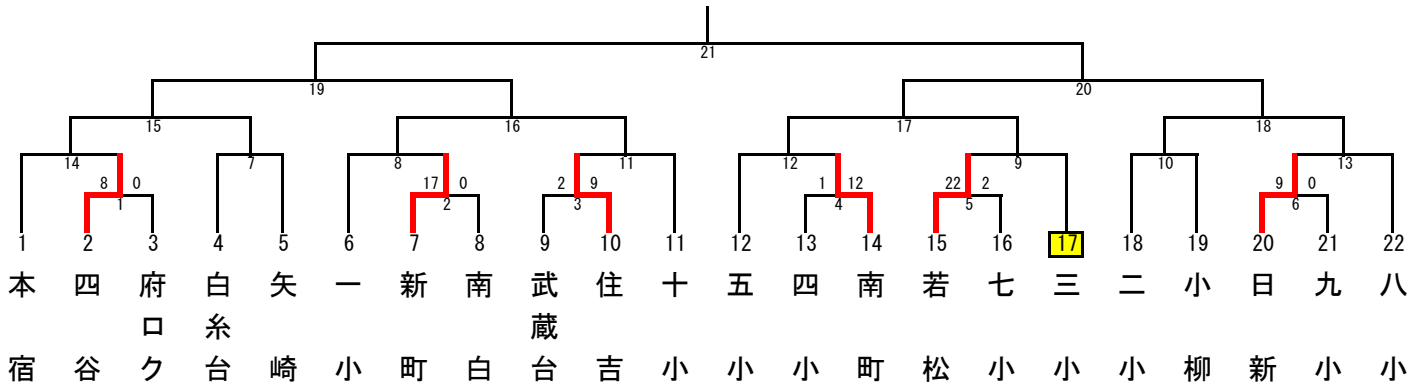 21
19 20
15 16 17 18
14 7 8 11 12 9 10 13
8 0 17 0 2 9 1 12 22 2 9 0
1 2 3 4 5 6
1 2 3 4 5 6 7 8 9 10 11 12 13 14 15 16 17 18 19 20 21 22
本宿
四谷
府ロク
白糸台
矢崎
一小
新町
南白
武蔵台
住吉
十小
五小
四小
南町
若松
七小
三小
二小
小柳
日新
九小
八小